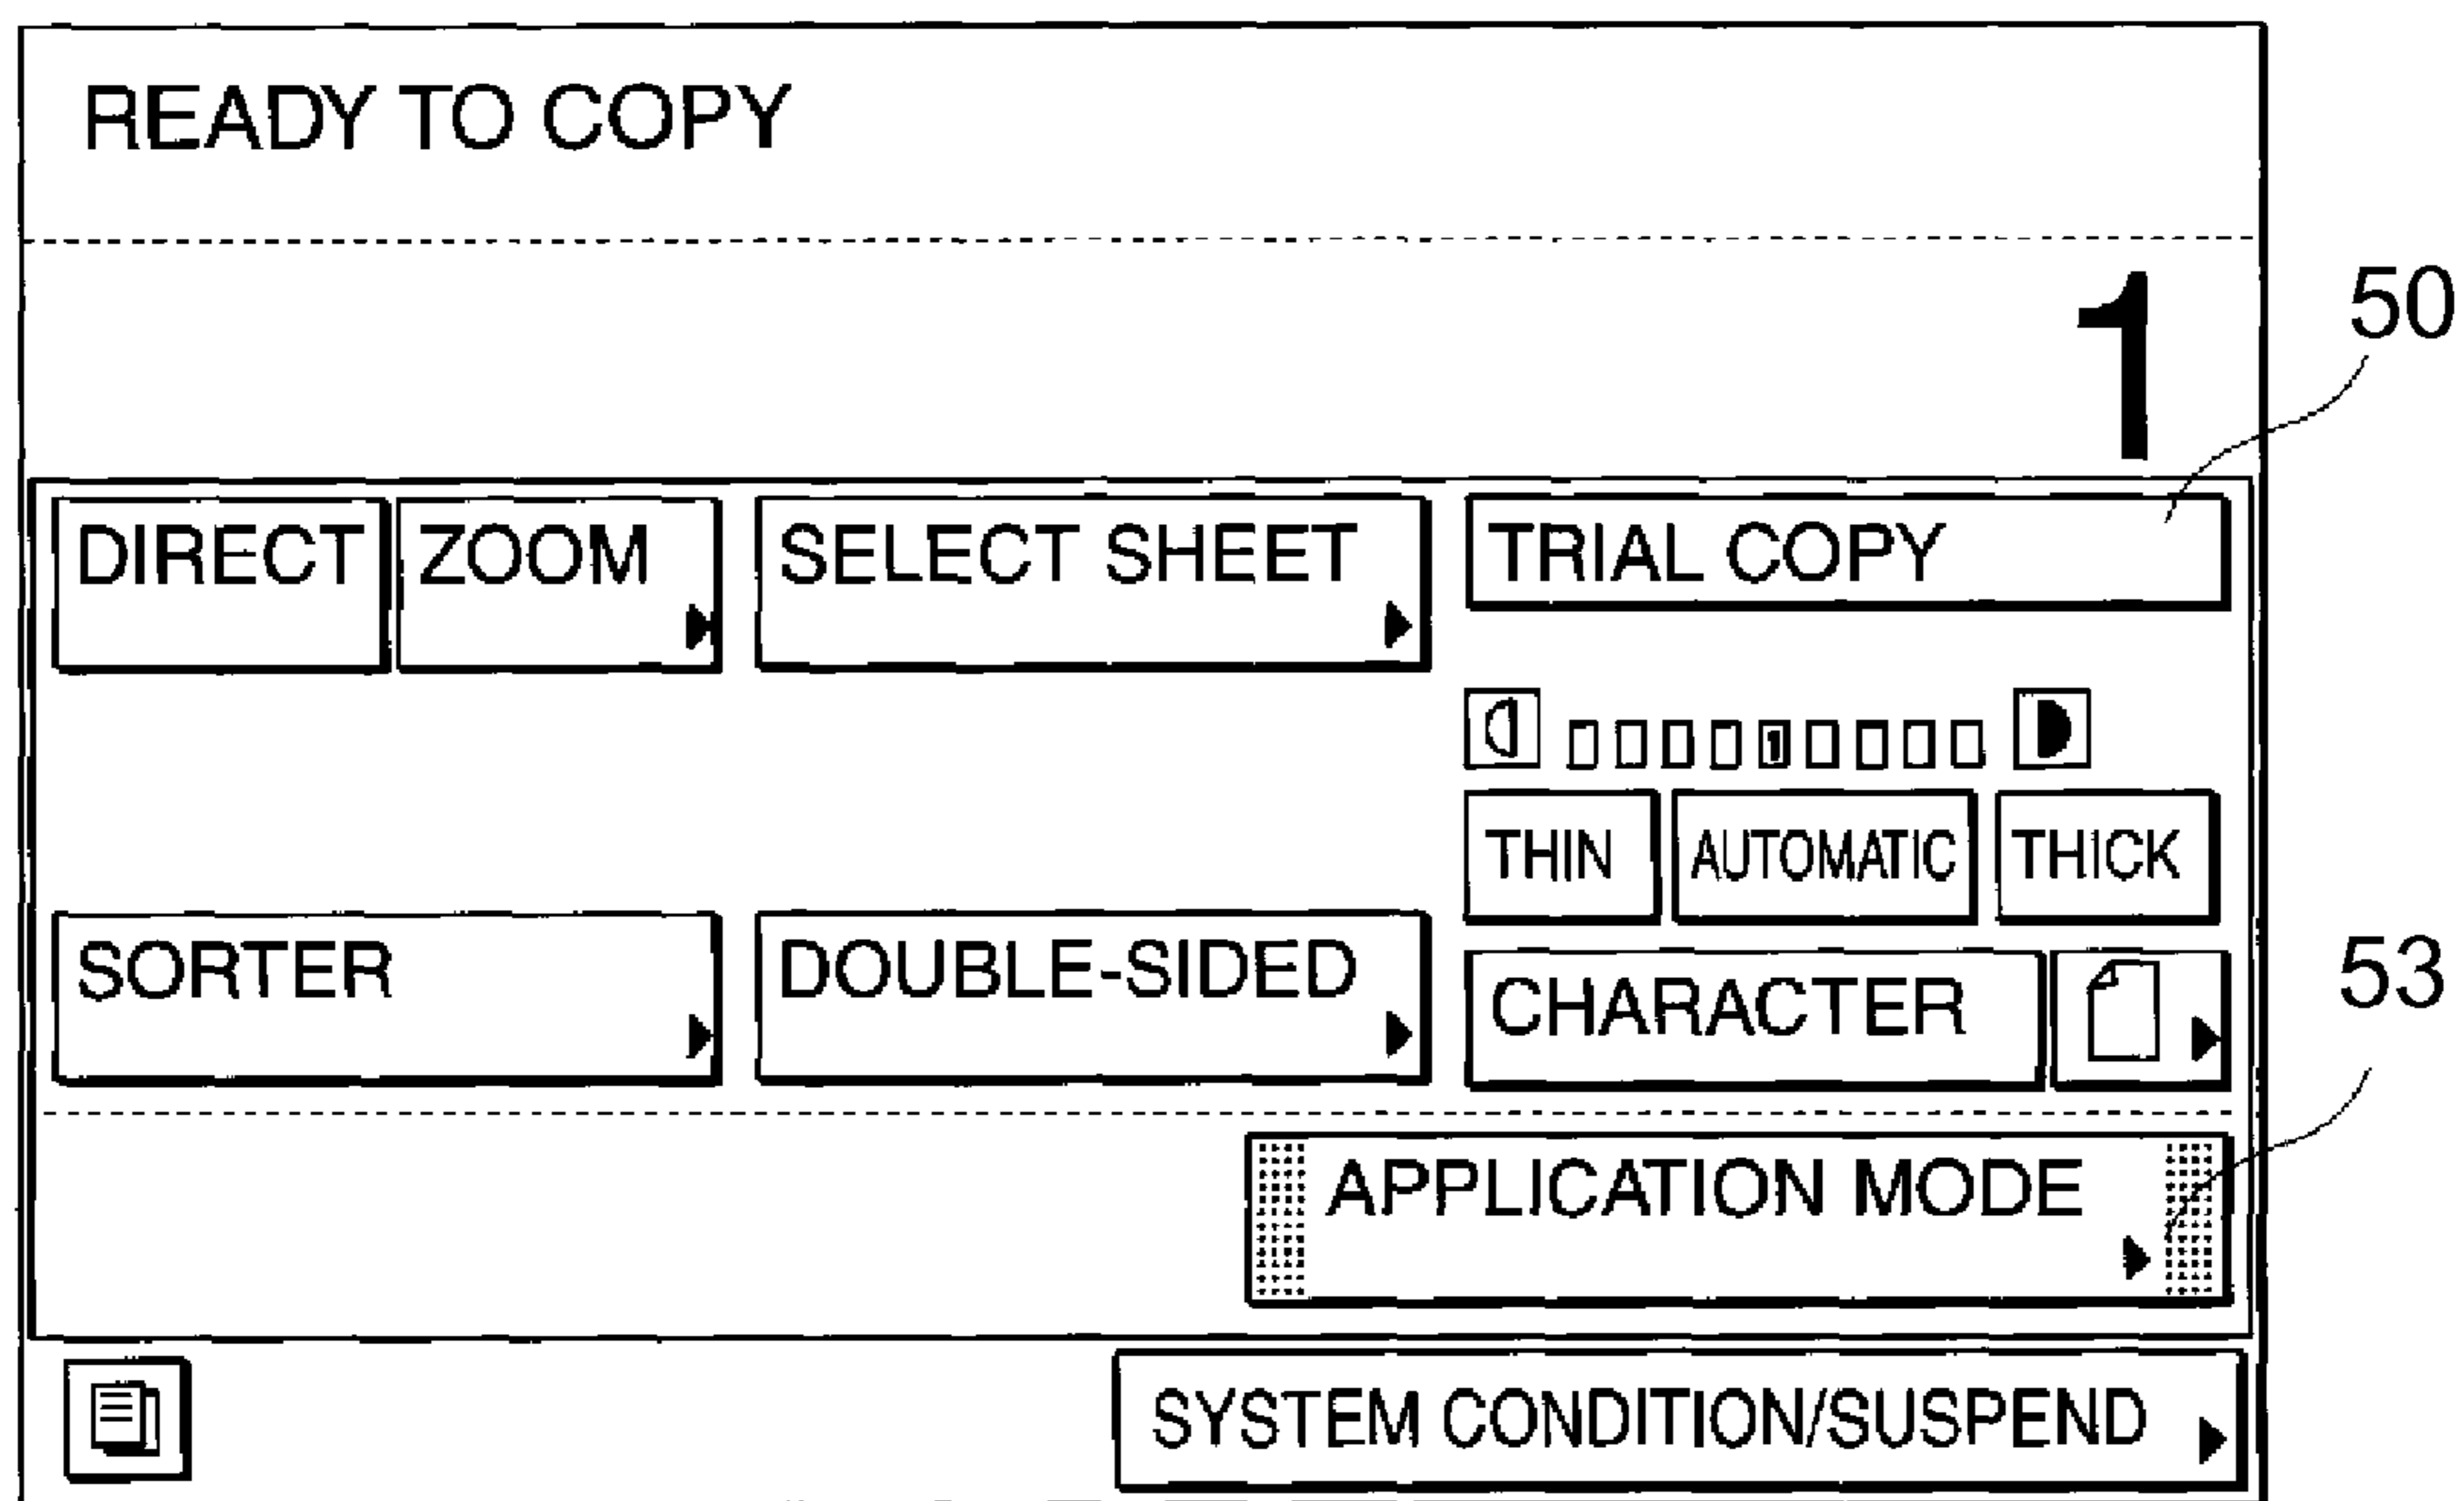 READY TO COPY
1
50
DIRECT ZOOM SELECT SHEET TRIAL COPY
THIN AUTOMATIC THICK
SORTER DOUBLE-SIDED CHARACTER
53
APPLICATION MODE
SYSTEM CONDITION/SUSPEND